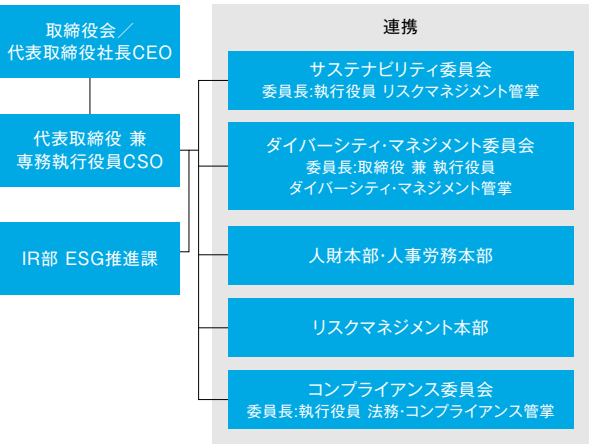 取締役会／
代表取締役社長CEO
代表取締役 兼
専務執行役員CSO
IR部 ESG推進課
連携
サステナビリティ委員会
委員長:執行役員 リスクマネジメント管掌
ダイバーシティ・マネジメント委員会
委員長:取締役 兼 執行役員
ダイバーシティ・マネジメント管掌
人財本部・人事労務本部
リスクマネジメント本部
コンプライアンス委員会
委員長:執行役員 法務・コンプライアンス管掌